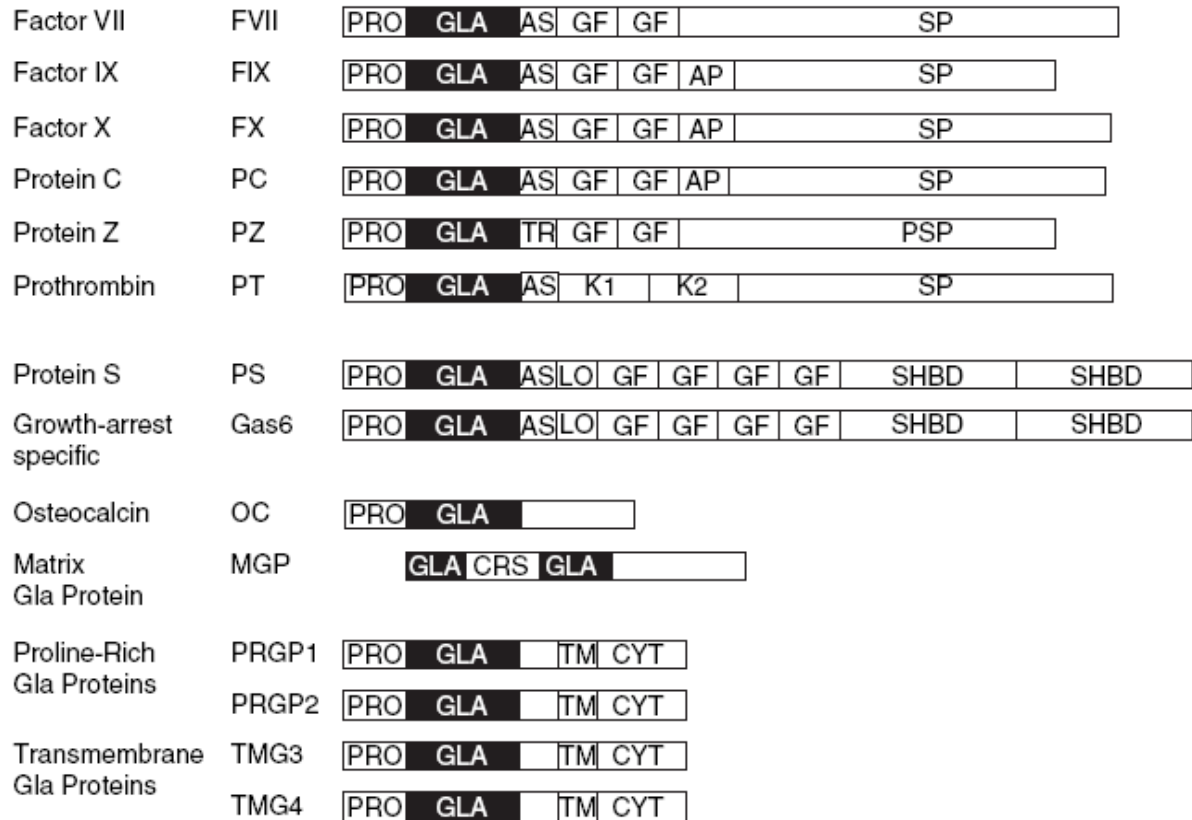 Factor VII FVII PRO GLA AS GF GF SP
Factor IX FIX PRO GLA AS GF GF AP SP
Factor X FX PRO GLA AS GF GF AP SP
Protein C PC PRO GLA AS GF GF AP SP
Protein Z PZ PRO GLA TR GF GF PSP
Prothrombin PT PRO GLA AS K1 K2 SP
Protein S PS PRO GLA AS LO GF GF GF GF SHBD SHBD
Growth-arrest Gas6 PRO GLA AS LO GF GF GF GF SHBD SHBD
specific
Osteocalcin OC PRO GLA
Matrix MGP GLA CRS GLA
Gla Protein
Proline-Rich PRGP1 PRO GLA TM CYT
Gla Proteins
PRGP2 PRO GLA TM CYT
Transmembrane TMG3 PRO GLA TM CYT
Gla Proteins
TMG4 PRO GLA TM CYT